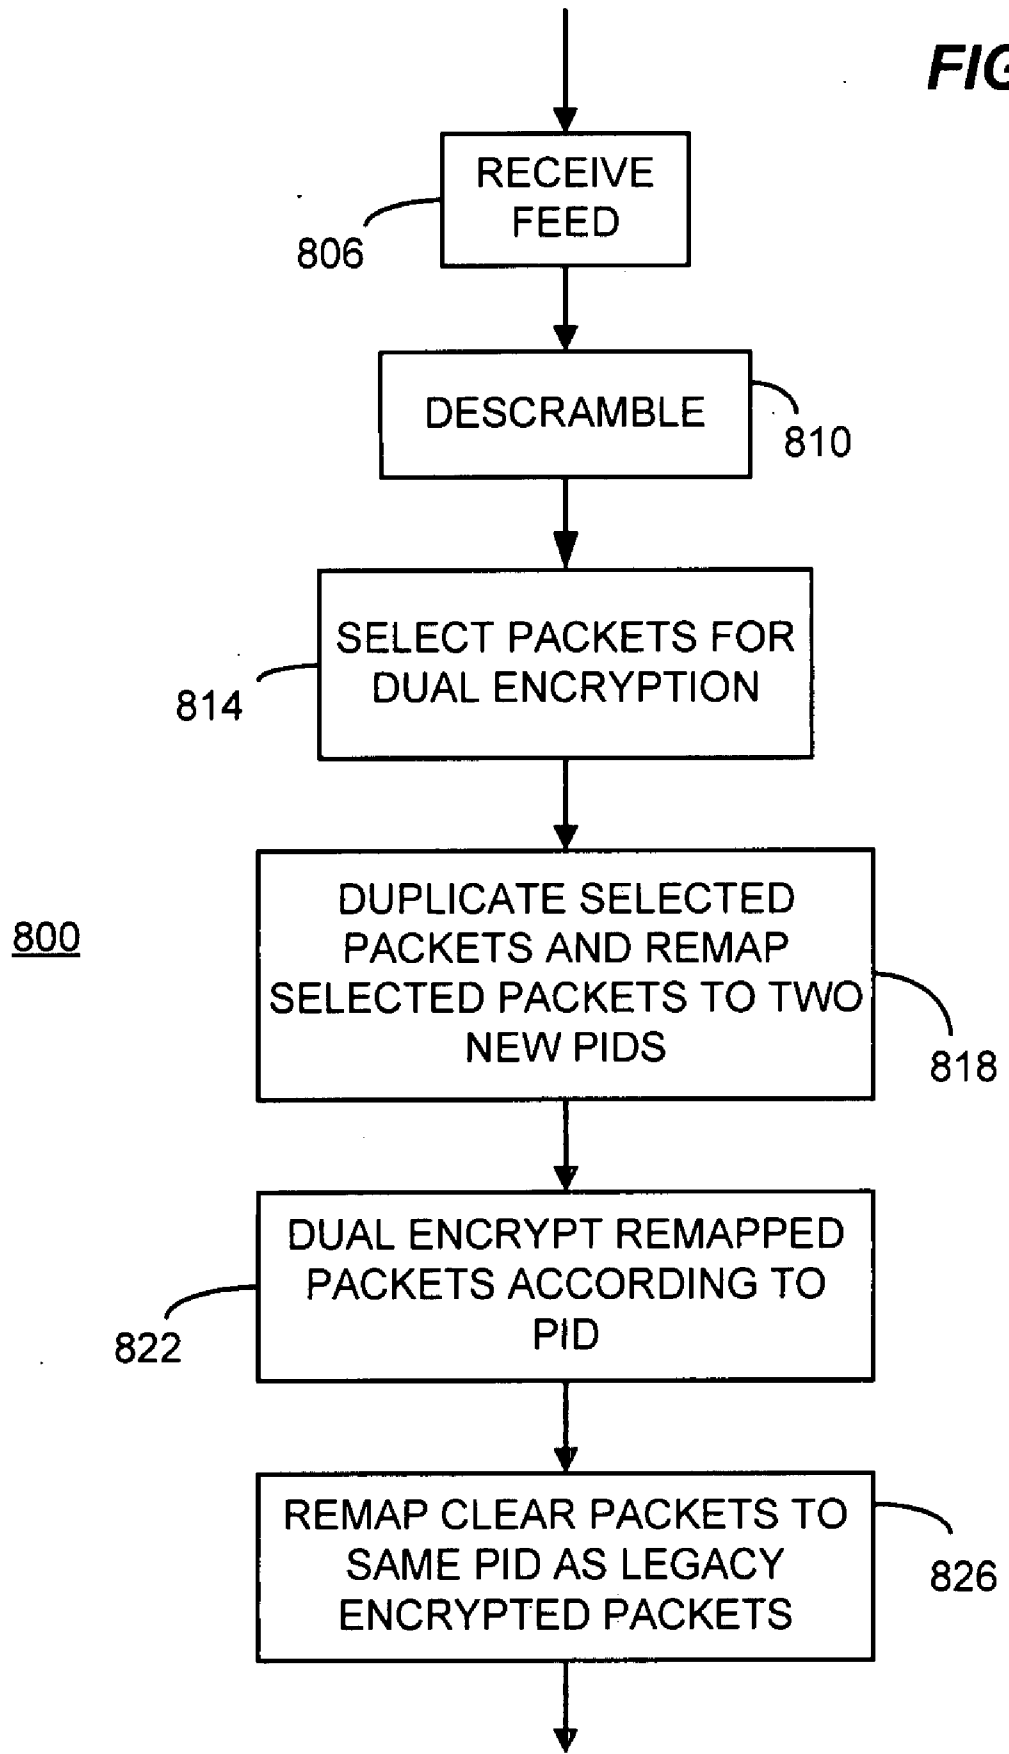 FIG
RECEIVE
FEED
806
DESCRAMBLE
810
SELECT PACKETS FOR
DUAL ENCRYPTION
814
DUPLICATE SELECTED
PACKETS AND REMAP
SELECTED PACKETS TO TWO
NEW PIDS
800
818
DUAL ENCRYPT REMAPPED
PACKETS ACCORDING TO
PID
822
REMAP CLEAR PACKETS TO
SAME PID AS LEGACY
ENCRYPTED PACKETS
826